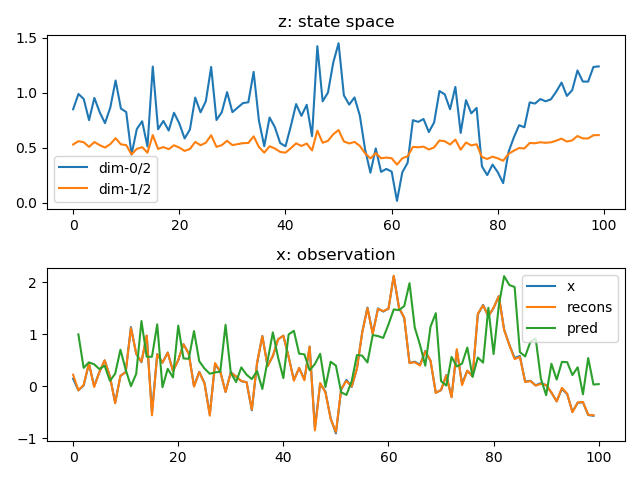 z: state space
1.5
1.0
0.5
0.0
dim-0/2
dim-1/2
0 20 40 60 80 100
x: observation
2
1
0
−1
x
recons
pred
0 20 40 60 80 100